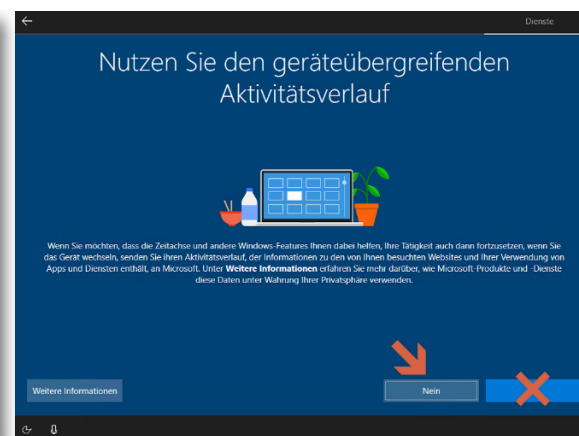 Dienste
Nutzen Sie den geräteübergreifenden
Aktivitätsverlauf
Wenn Sie möchten, dass die Zeitachse und andere Windows-Features Ihnen dabei helfen, Ihre Tätigkeit auch dann fortzusetzen, wenn Sie
das Gerät wechseln, senden Sie ihren Aktivitätsverlauf, der Informationen zu den von Ihnen besuchten Websites und Ihrer Verwendung von
Apps und Diensten enthält, an Microsoft. Unter Weitere Informationen erfahren Sie mehr darüber, wie Microsoft-Produkte und -Dienste
diese Daten unter Wahrung Ihrer Privatsphäre verwenden.
Weitere Informationen
Nein